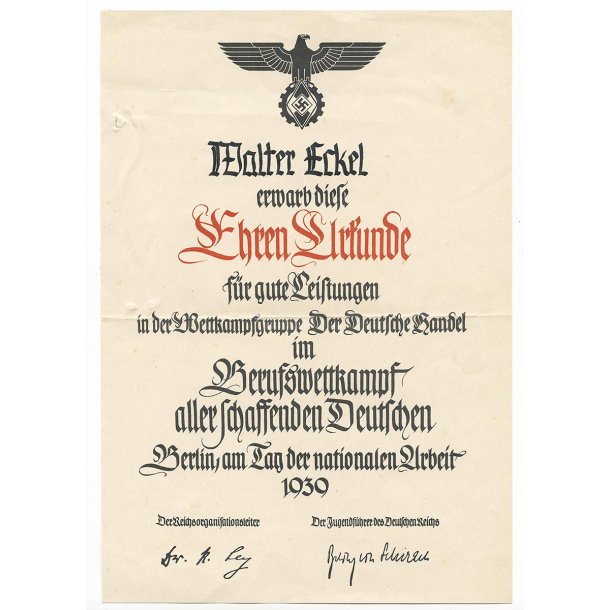 Walter Eckel
erwarb diese
Ehren Urkunde
für gute Leistungen
in der Wettkampfgruppe Der Deutsche Handel
im
Berufswettkampf
aller schaffenden Deutschen
Berlin, am Tag der nationalen Arbeit
1939
Der Reichsorganisationsleiter Der Jugendführer des Deutschen Reichs
Dr. R. Ley Baldur von Schirach